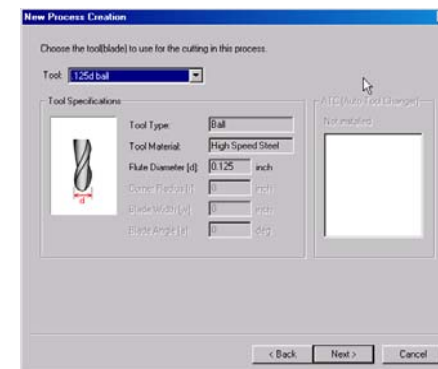 New Process Creation
Choose the tool(blade) to use for the cutting in this process.
Tool: .125d ball
Tool Specifications
ATC (Auto Tool Changer)
Tool Type: Ball
Not installed
Tool Material: High Speed Steel
Flute Diameter [d]: 0.125 inch
Corner Radius [r] 0 inch
Blade Width [w] 0 inch
Blade Angle [a] 0 deg
d
< Back
Next >
Cancel